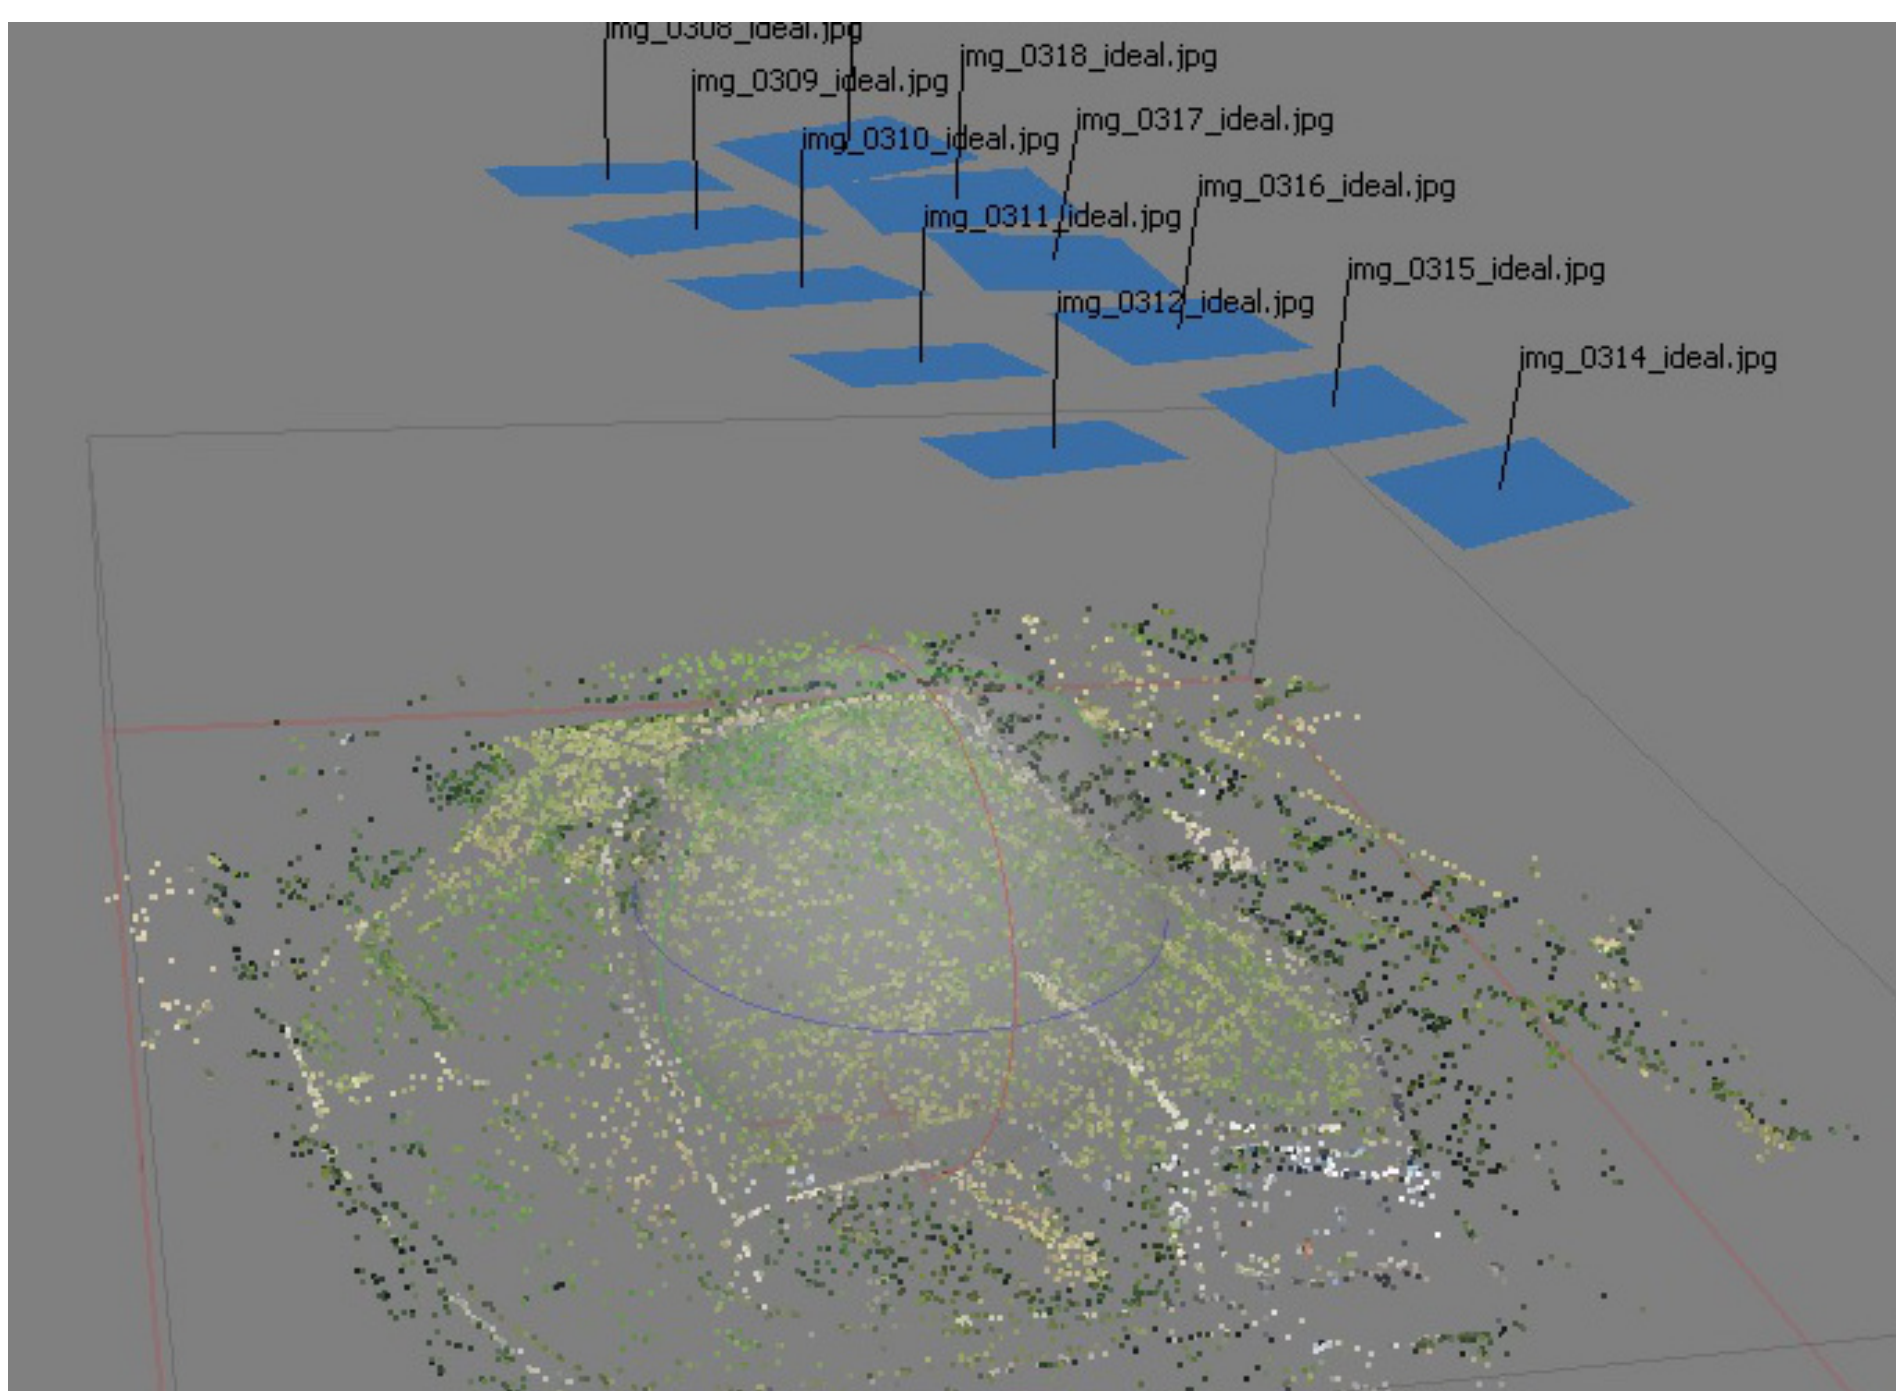 img_0308_ideal.jpg
img_0318_ideal.jpg
img_0309_ideal.jpg
img_0317_ideal.jpg
img_0310_ideal.jpg
img_0316_ideal.jpg
img_0311_ideal.jpg
img_0315_ideal.jpg
img_0312_ideal.jpg
img_0314_ideal.jpg